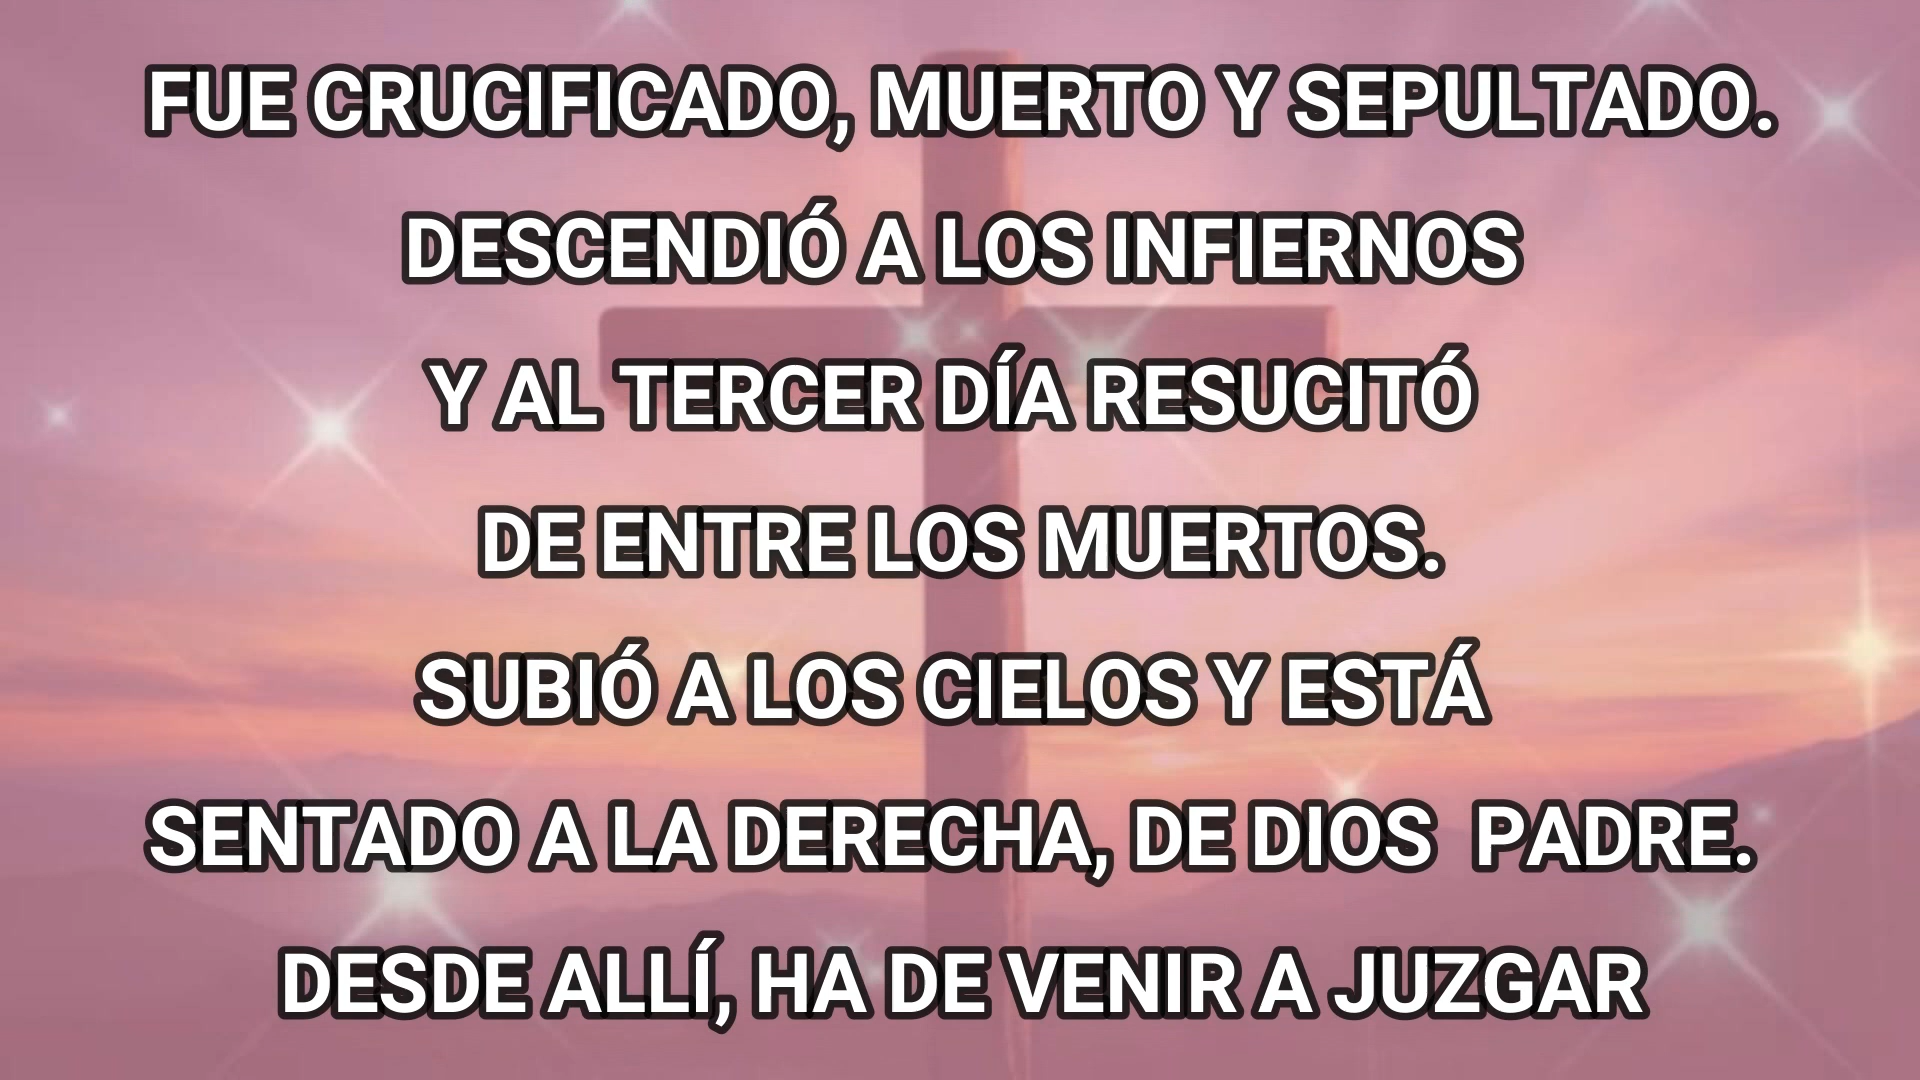 FUE CRUCIFICADO, MUERTO Y SEPULTADO.
DESCENDIÓ A LOS INFIERNOS
Y AL TERCER DÍA RESUCITÓ
DE ENTRE LOS MUERTOS.
SUBIÓ A LOS CIELOS Y ESTÁ
SENTADO A LA DERECHA, DE DIOS  PADRE.
DESDE ALLÍ, HA DE VENIR A JUZGAR